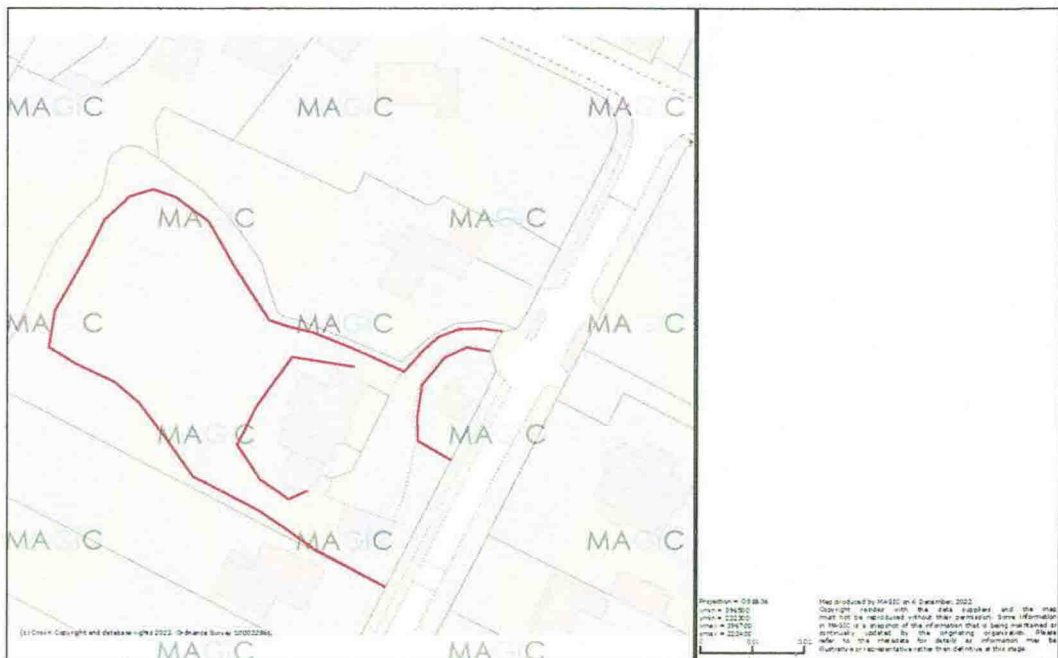 MAGIC MAGIC MAGIC
MAGIC MAGIC
MAGIC MAGIC MAGIC
MAGIC MAGIC
MAGIC MAGIC MAGIC
MAGIC MAGIC
(c) Crown Copyright and database rights 2022. Ordnance Survey
Projection = OSGB36
xmin =
ymin =
xmax =
ymax =
Map produced by MAGIC on 6 December, 2022.
Copyright resides with the data suppliers and the map
must not be reproduced without their permission. Some information
in MAGIC is a snapshot of the information that is being maintained or
continually updated by the originating organisation. Please
refer to the metadata for details as information may be
illustrative or representative rather than definitive at this stage.